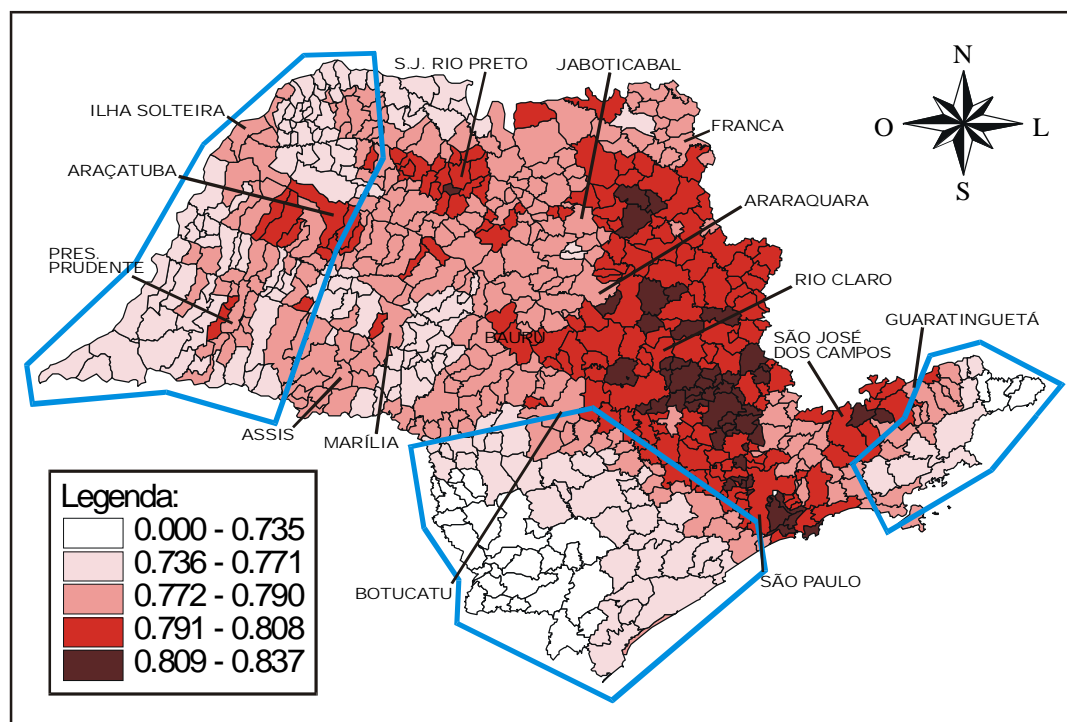 S.J. RIO PRETO
JABOTICABAL
N
ILHA SOLTEIRA
FRANCA
O
L
ARAÇATUBA
S
ARARAQUARA
PRES.
PRUDENTE
RIO CLARO
BAURU
SÃO JOSÉ
DOS CAMPOS
GUARATINGUETÁ
ASSIS
MARÍLIA
Legenda:
0.000 - 0.735
0.736 - 0.771
0.772 - 0.790
0.791 - 0.808
0.809 - 0.837
BOTUCATU
SÃO PAULO